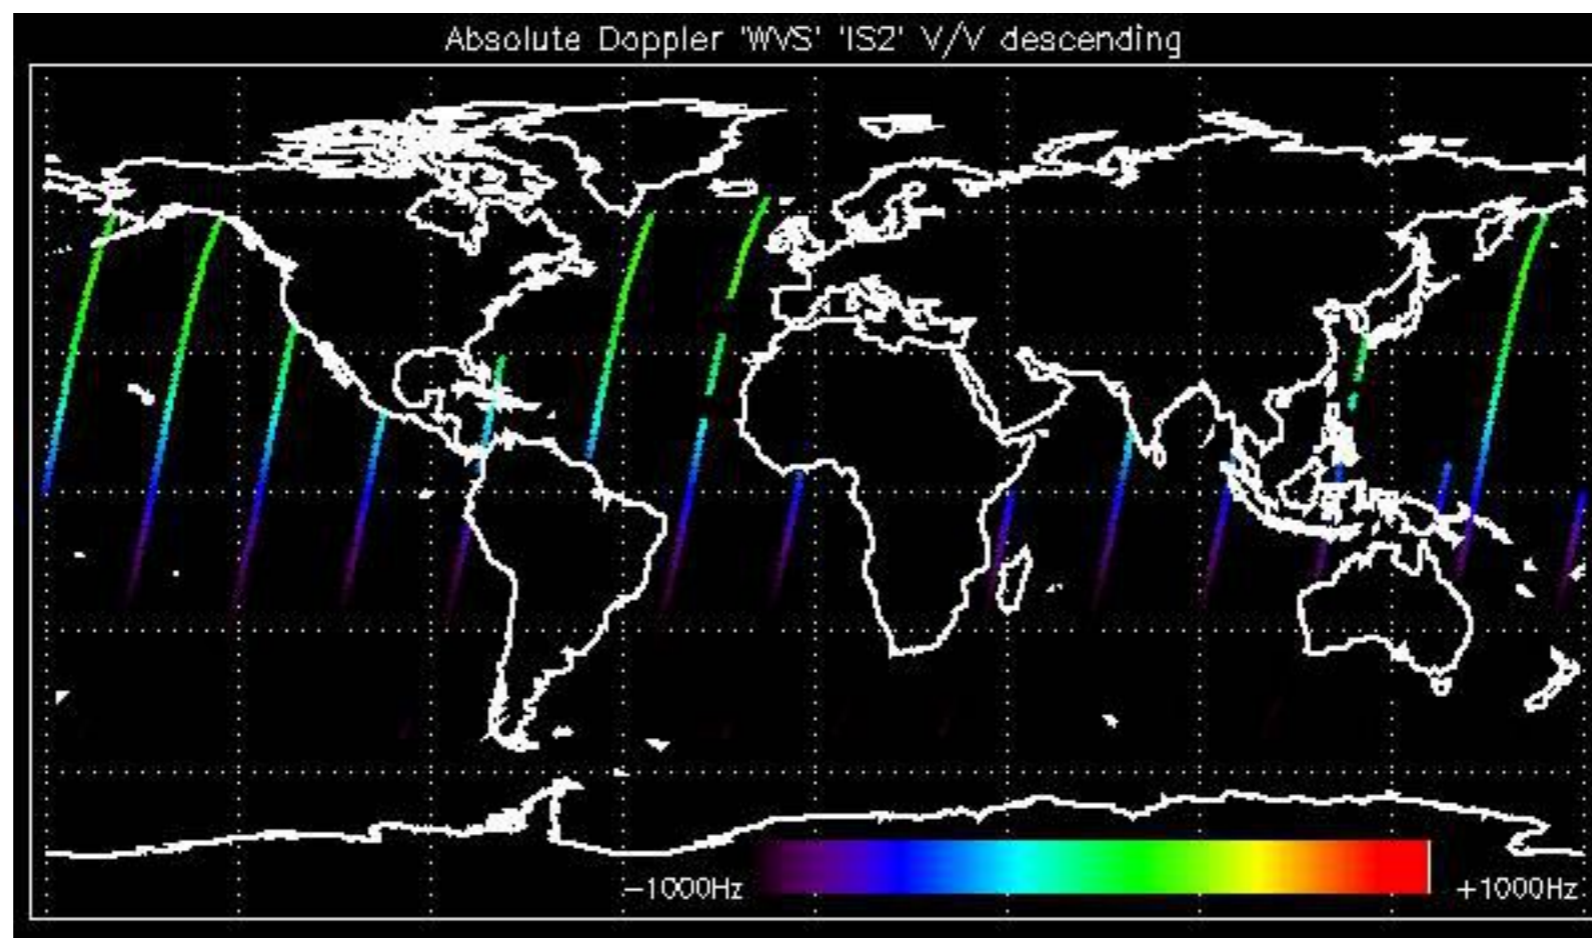 Absolute Doppler 'WVS' 'IS2' V/V descending
−1000Hz +1000Hz